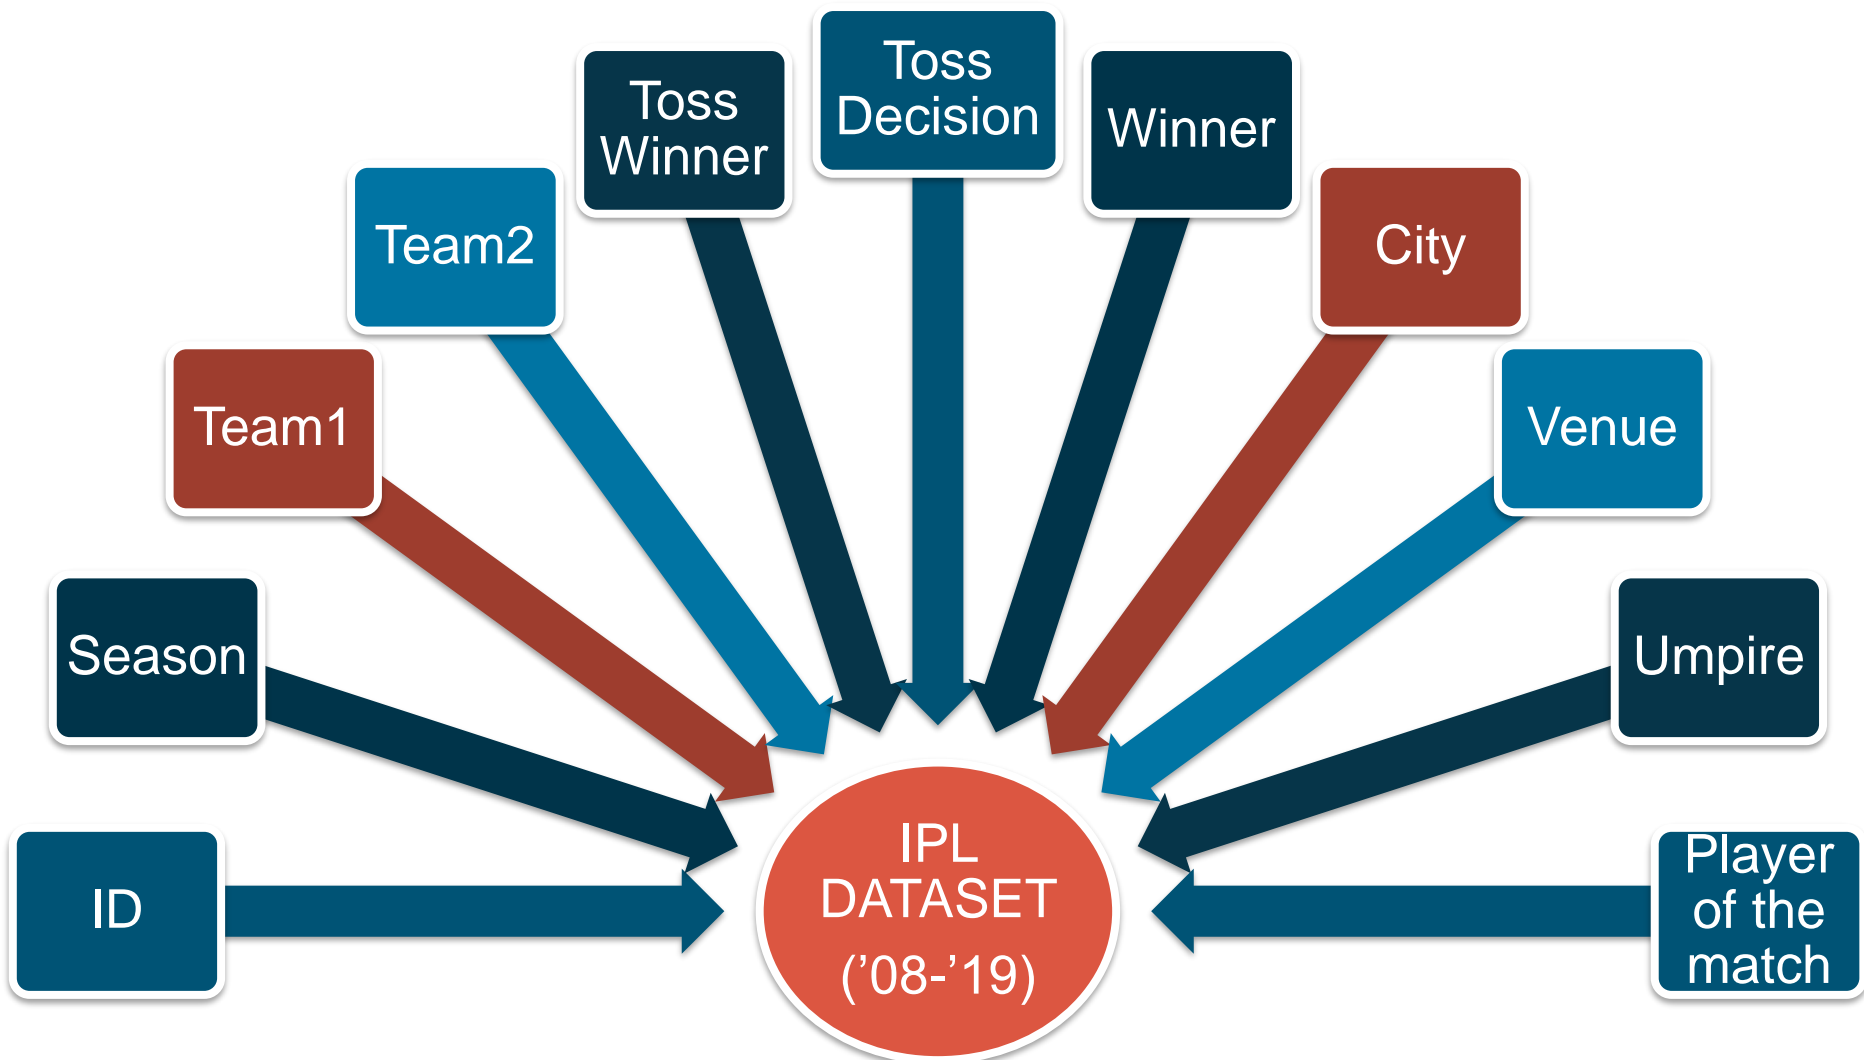 Toss
Decision
Toss
Winner
Winner
Team2
City
Team1
Venue
Season
Umpire
ID
IPL
DATASET
(’08-’19)
Player
of the
match